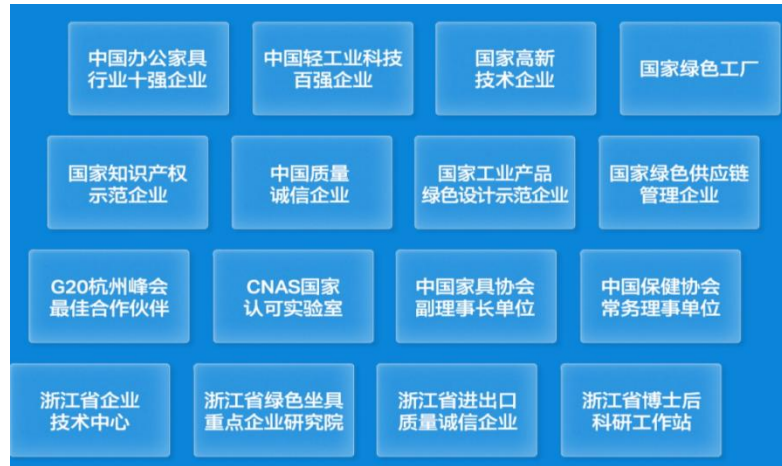 中国办公家具
行业十强企业
中国轻工业科技
百强企业
国家高新
技术企业
国家绿色工厂
国家知识产权
示范企业
中国质量
诚信企业
国家工业产品
绿色设计示范企业
国家绿色供应链
管理企业
G20杭州峰会
最佳合作伙伴
CNAS国家
认可实验室
中国家具协会
副理事长单位
中国保健协会
常务理事单位
浙江省企业
技术中心
浙江省绿色坐具
重点企业研究院
浙江省进出口
质量诚信企业
浙江省博士后
科研工作站